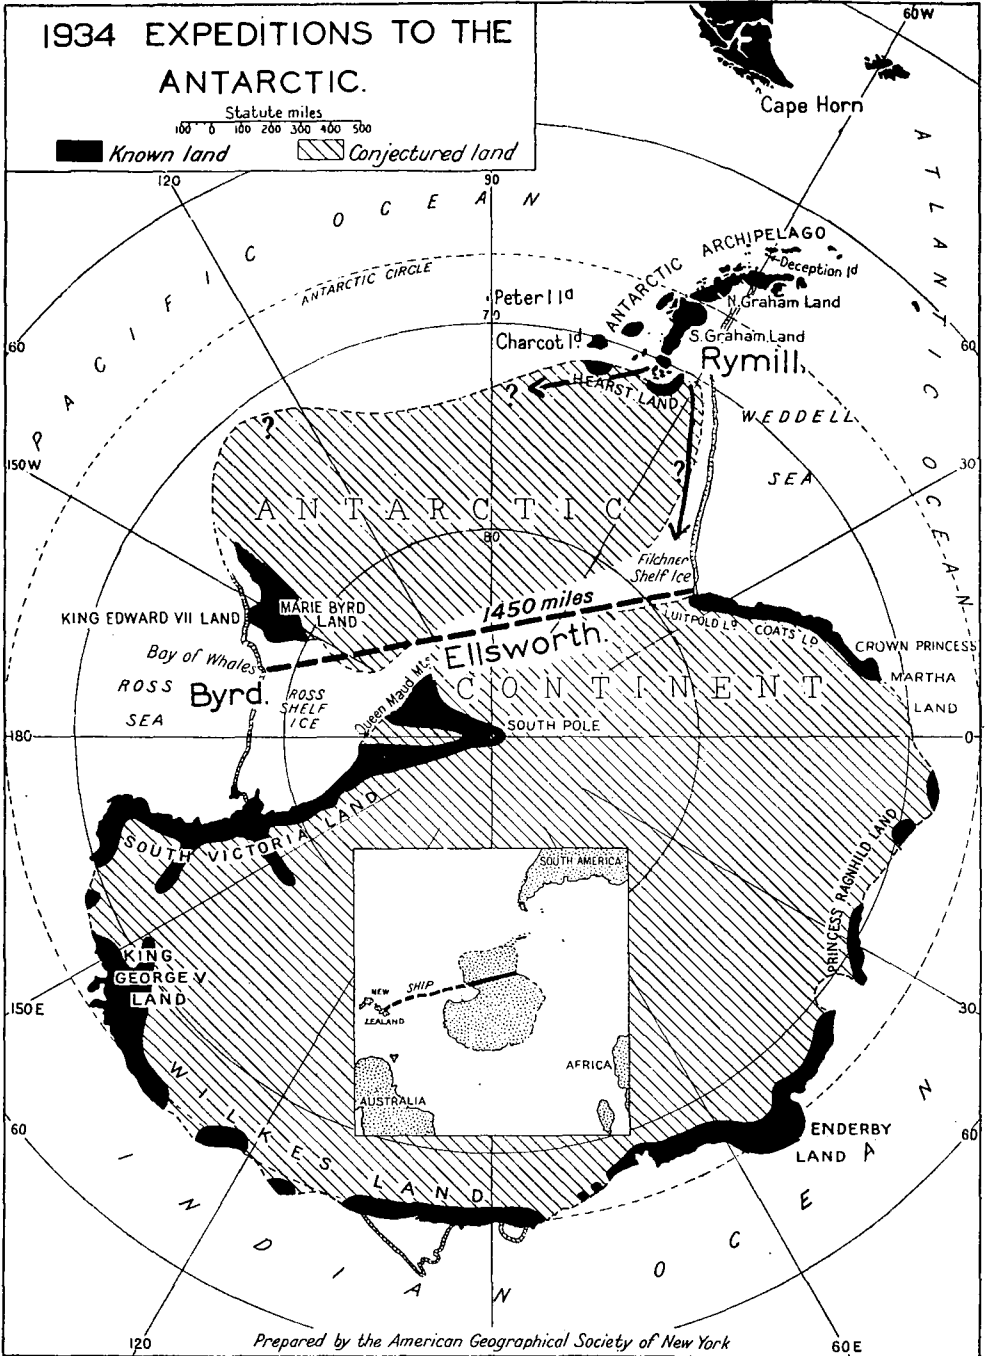 1934 EXPEDITIONS TO THE
ANTARCTIC.
Statute miles
100 0 100 200 300 400 500
Known land
Conjectured land
60W
Cape Horn
ATLANTIC OCEAN
120
90
PACIFIC OCEAN
ANTARCTIC CIRCLE
ANTARCTIC ARCHIPELAGO
Deception Id
Peter I Id
N. Graham Land
70
Charcot Id
S. Graham Land
Rymill.
60
60
HEARST LAND
?
?
WEDDELL
SEA
150W
30
?
ANTARCTIC
80
Filchner
Shelf Ice
1450 miles
KING EDWARD VII LAND
MARIE BYRD
LAND
LUITPOLD Ld
COATS Ld
Ellsworth.
CROWN PRINCESS
MARTHA
LAND
Bay of Whales
ROSS
SEA
Byrd.
ROSS
SHELF
ICE
Queen Maud Mts
CONTINENT
SOUTH POLE
180
0
SOUTH VICTORIA LAND
PRINCESS RAGNHILD LAND
SOUTH AMERICA
KING
GEORGE V
LAND
SHIP
NEW
ZEALAND
150E
30
AFRICA
AUSTRALIA
WILKES LAND
60
60
ENDERBY
LAND
INDIAN OCEAN
120
60E
Prepared by the American Geographical Society of New York